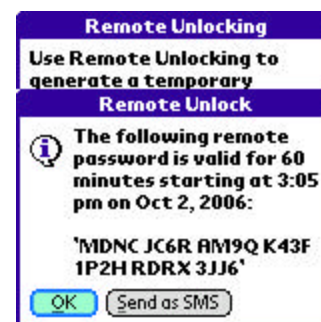 Remote Unlocking
Use Remote Unlocking to
generate a temporary
Remote Unlock
The following remote
password is valid for 60
minutes starting at 3:05
pm on Oct 2, 2006:
'MDNC JC6R AM9Q K43F
1P2H RDRX 3JJ6'
OK
Send as SMS